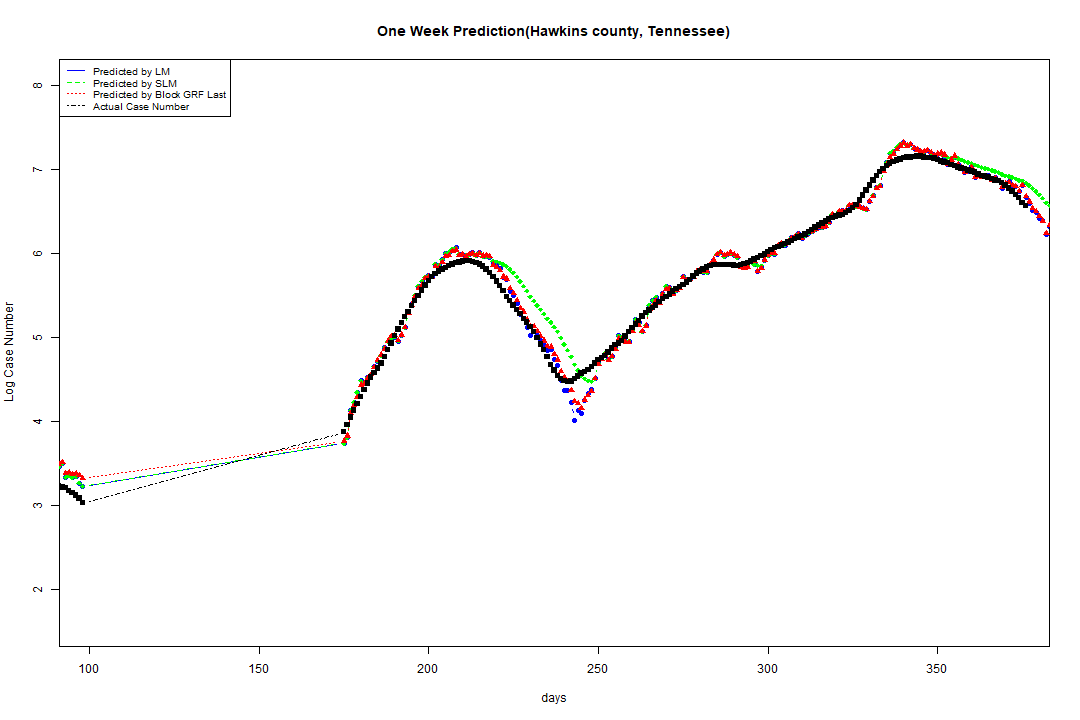 One Week Prediction(Hawkins county, Tennessee)
Predicted by LM
Predicted by SLM
Predicted by Block GRF Last
Actual Case Number
Log Case Number
8
7
6
5
4
3
2
100 150 200 250 300 350
days